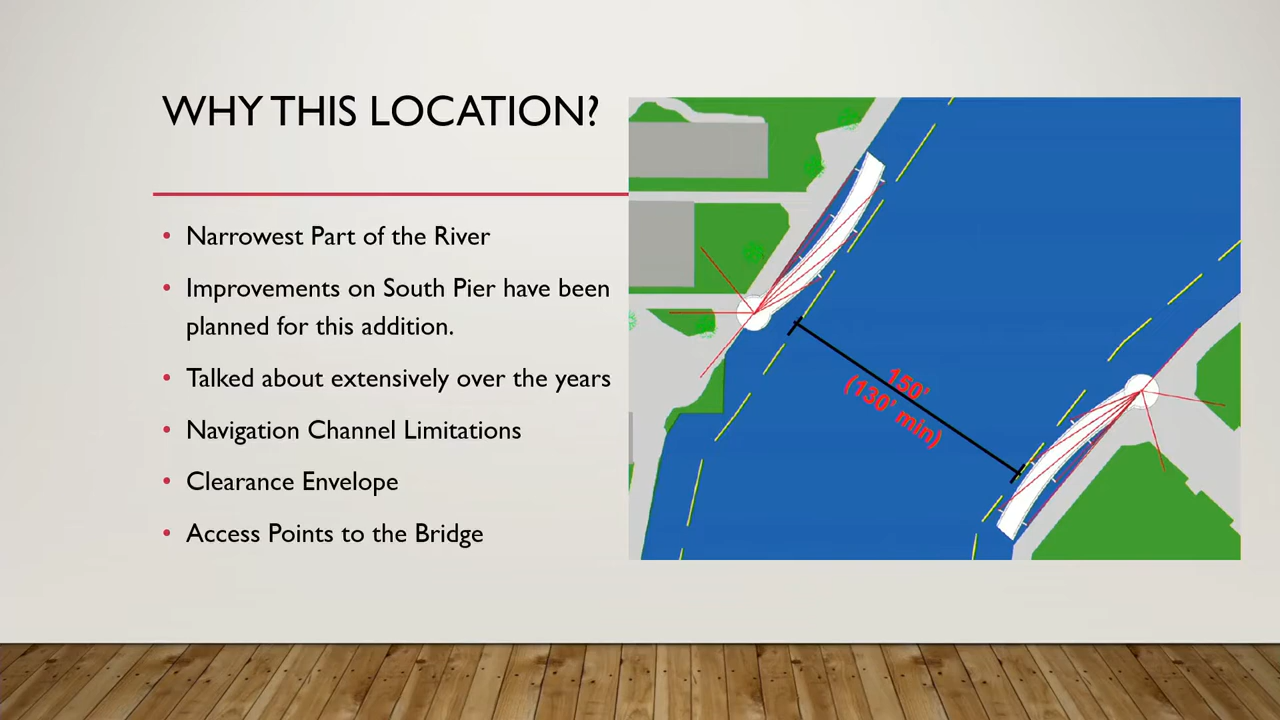 WHY THIS LOCATION?
Narrowest Part of the River
Improvements on South Pier have been
planned for this addition.
Talked about extensively over the years
Navigation Channel Limitations
Clearance Envelope
Access Points to the Bridge
150'
(130' min)